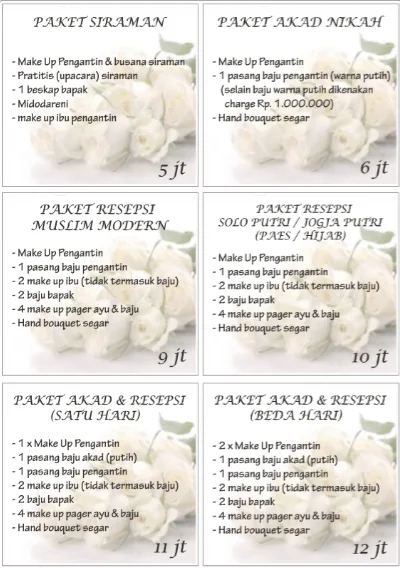 PAKET SIRAMAN
- Make Up Pengantin & busana siraman
- Pratitis (upacara) siraman
- 1 beskap bapak
- Midodareni
- make up ibu pengantin
5 jt
PAKET AKAD NIKAH
- Make Up Pengantin
- 1 pasang baju pengantin (warna putih)
(selain baju warna putih dikenakan
charge Rp. 1.000.000)
- Hand bouquet segar
6 jt
PAKET RESEPSI
MUSLIM MODERN
- Make Up Pengantin
- 1 pasang baju pengantin
- 2 make up ibu (tidak termasuk baju)
- 2 baju bapak
- 4 make up pager ayu & baju
- Hand bouquet segar
9 jt
PAKET RESEPSI
SOLO PUTRI / JOGJA PUTRI
(PAES / HIJAB)
- Make Up Pengantin
- 1 pasang baju pengantin
- 2 make up ibu (tidak termasuk baju)
- 2 baju bapak
- 4 make up pager ayu & baju
- Hand bouquet segar
10 jt
PAKET AKAD & RESEPSI
(SATU HARI)
- 1 x Make Up Pengantin
- 1 pasang baju akad (putih)
- 1 pasang baju pengantin
- 2 make up ibu (tidak termasuk baju)
- 2 baju bapak
- 4 make up pager ayu & baju
- Hand bouquet segar
11 jt
PAKET AKAD & RESEPSI
(BEDA HARI)
- 2 x Make Up Pengantin
- 1 pasang baju akad (putih)
- 1 pasang baju pengantin
- 2 make up ibu (tidak termasuk baju)
- 2 baju bapak
- 4 make up pager ayu & baju
- Hand bouquet segar
12 jt